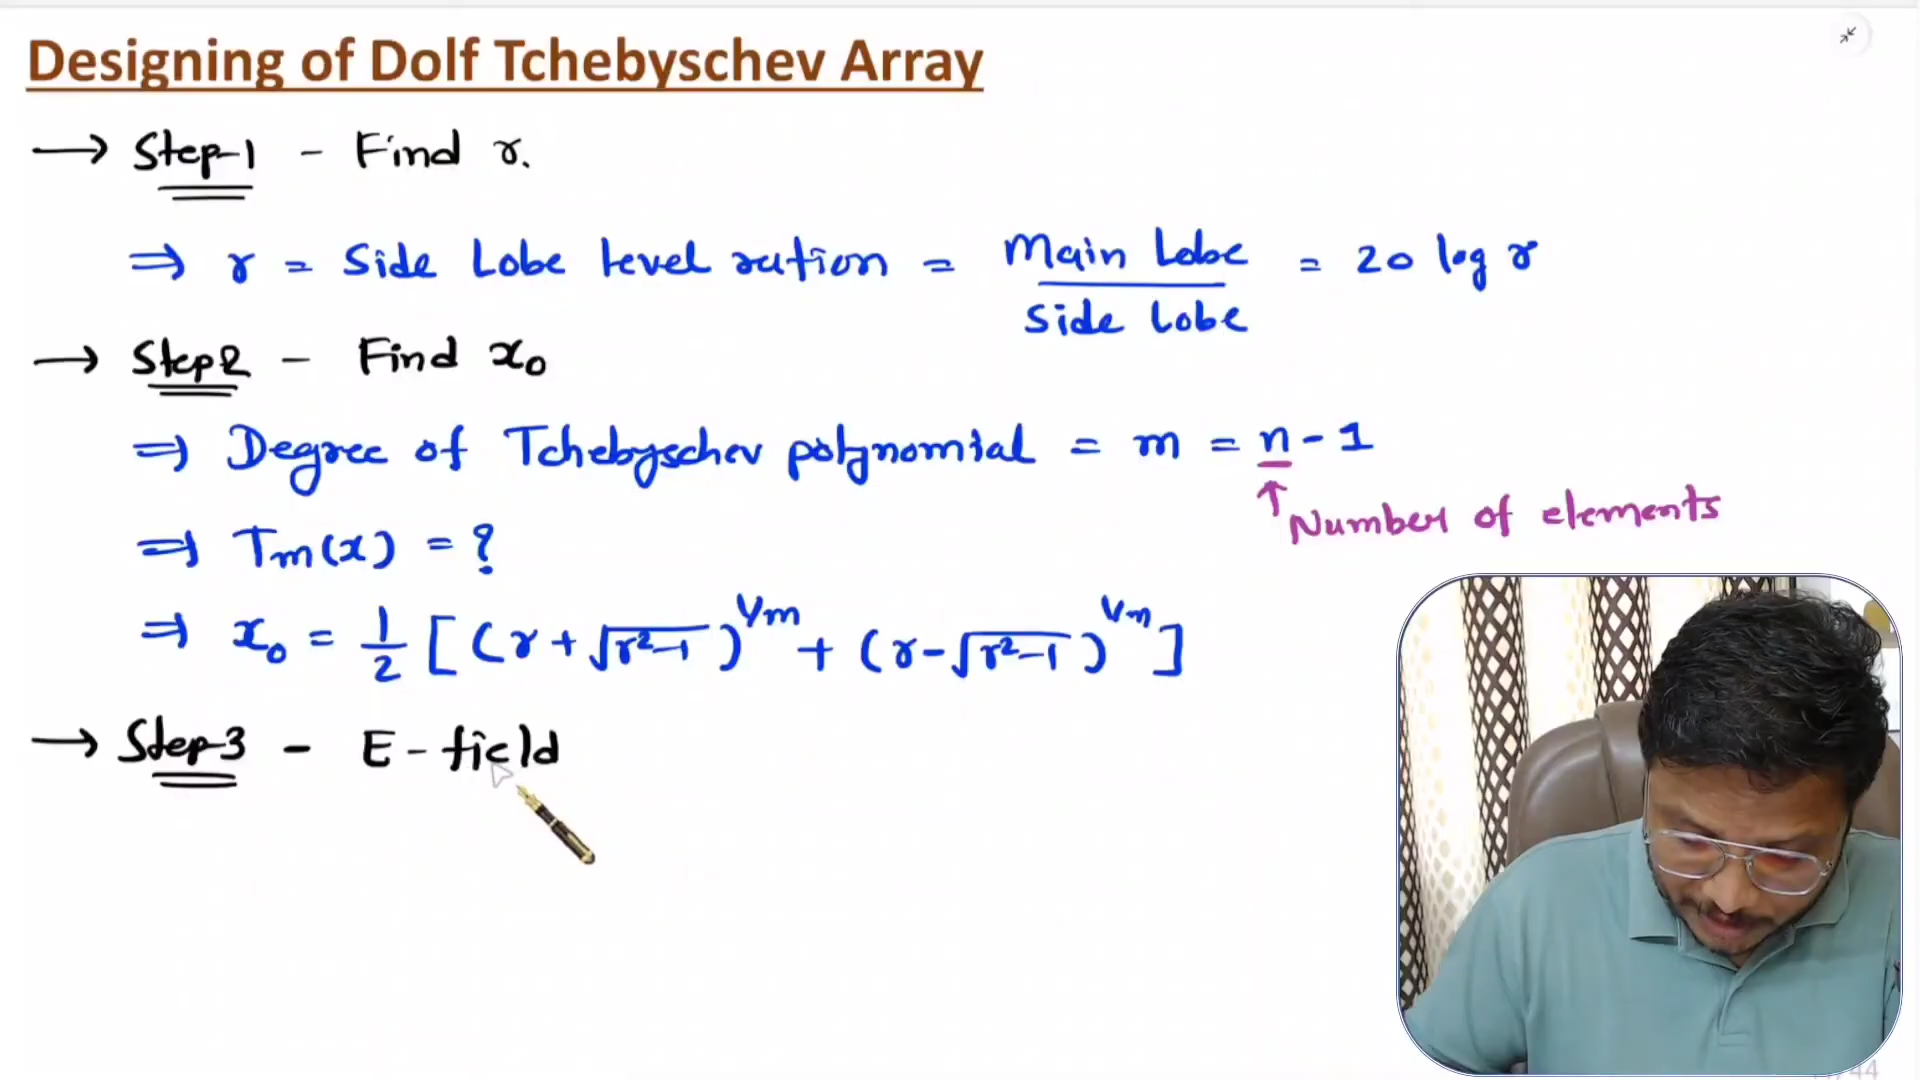 Designing of Dolf Tchebyschev Array
→ Step-1 - Find r.
⇒ r = Side Lobe level ration = Main Lobe / Side Lobe = 20 log r
→ Step2 - Find x₀
⇒ Degree of Tchebyschev polynomial = m = n - 1
↑ Number of elements
⇒ Tm(x) = ?
⇒ x₀ = 1/2 [ (r + √r²-1 )^1/m + (r - √r²-1 )^1/m ]
→ Step-3 - E - field